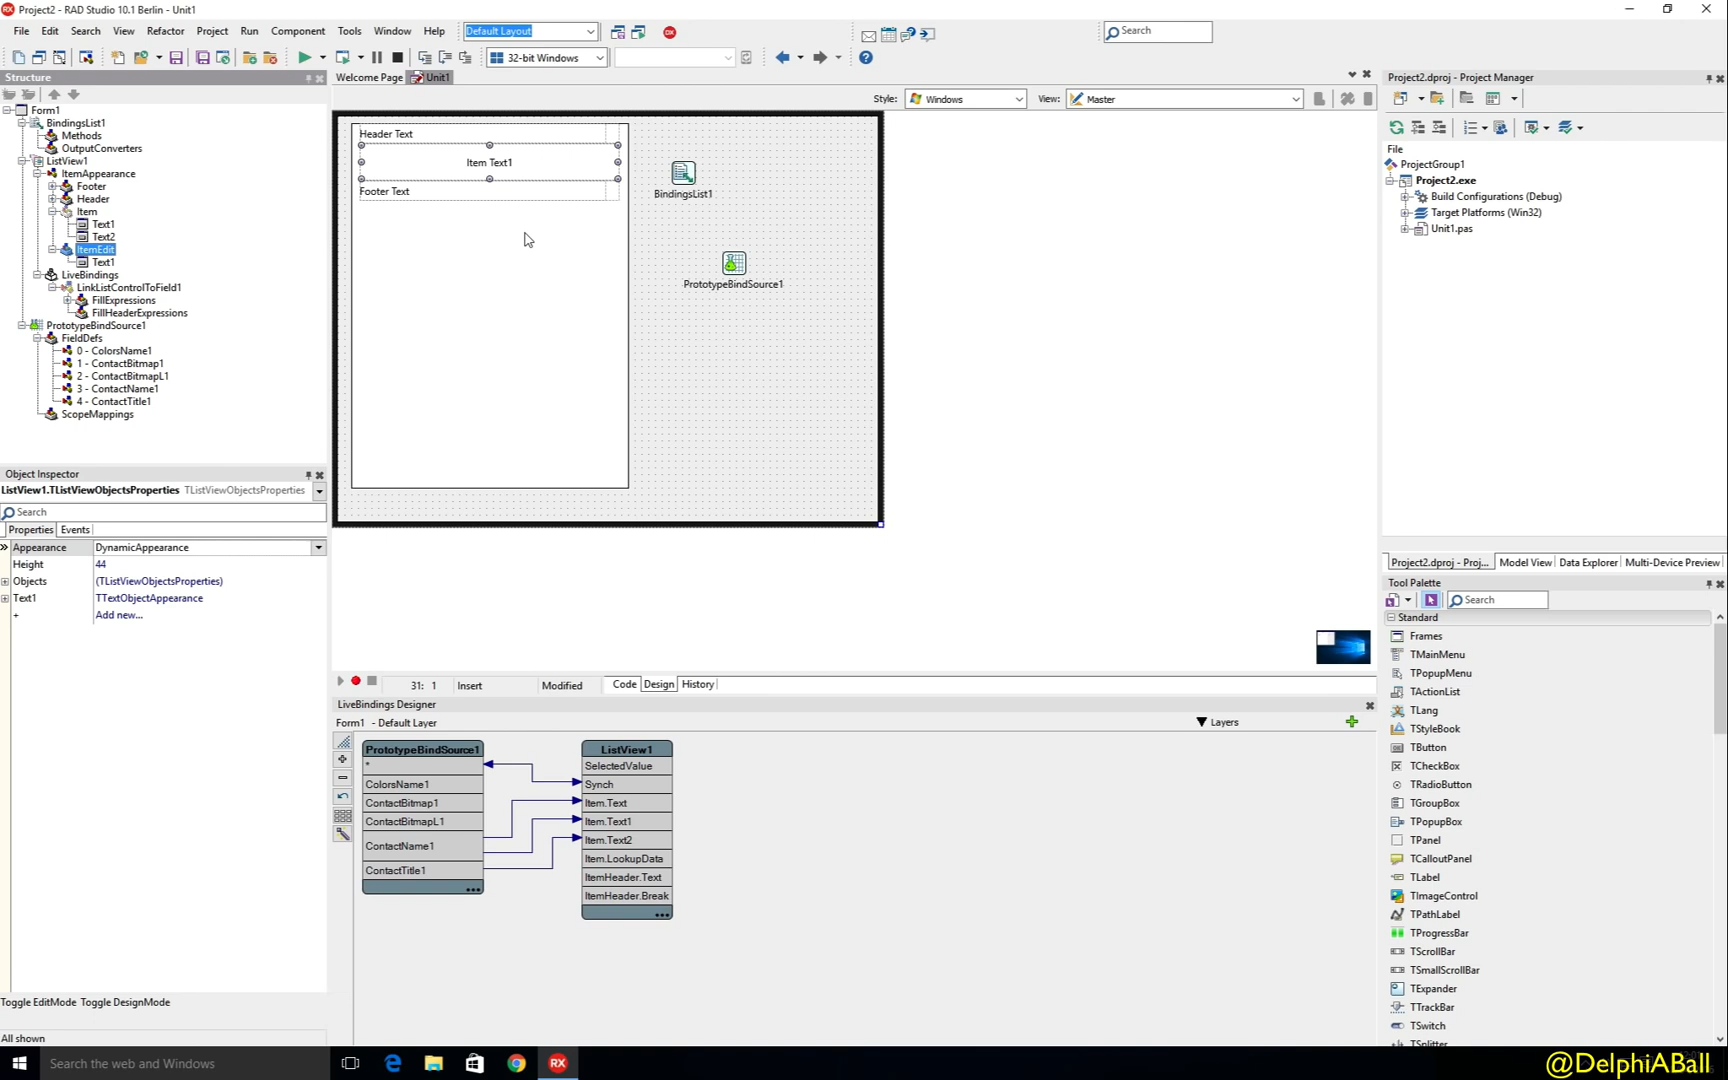 Project2 - RAD Studio 10.1 Berlin - Unit1
File Edit Search View Refactor Project Run Component Tools Window Help
Default Layout
Search
32-bit Windows
Structure
Welcome Page Unit1
Project2.dproj - Project Manager
Style: Windows View: Master
Form1
BindingsList1
Methods
OutputConverters
ListView1
ItemAppearance
Footer
Header
Item
Text1
Text2
ItemEdit
Text1
LiveBindings
LinkListControlToField1
FillExpressions
FillHeaderExpressions
PrototypeBindSource1
FieldDefs
0 - ColorsName1
1 - ContactBitmap1
2 - ContactBitmapL1
3 - ContactName1
4 - ContactTitle1
ScopeMappings
Header Text
Item Text1
Footer Text
BindingsList1
PrototypeBindSource1
File
ProjectGroup1
Project2.exe
Build Configurations (Debug)
Target Platforms (Win32)
Unit1.pas
Object Inspector
ListView1.TListViewObjectsProperties TListViewObjectsProperties
Search
Properties Events
Appearance DynamicAppearance
Height 44
Objects (TListViewObjectsProperties)
Text1 TTextObjectAppearance
+ Add new...
Toggle EditMode Toggle DesignMode
All shown
31: 1 Insert Modified Code Design History
LiveBindings Designer
Form1 - Default Layer
Layers
PrototypeBindSource1
*
ColorsName1
ContactBitmap1
ContactBitmapL1
ContactName1
ContactTitle1
ListView1
SelectedValue
Synch
Item.Text
Item.Text1
Item.Text2
Item.LookupData
ItemHeader.Text
ItemHeader.Break
Project2.dproj - Proj... Model View Data Explorer Multi-Device Preview
Tool Palette
Search
Standard
Frames
TMainMenu
TPopupMenu
TActionList
TLang
TStyleBook
TButton
TCheckBox
TRadioButton
TGroupBox
TPopupBox
TPanel
TCalloutPanel
TLabel
TImageControl
TPathLabel
TProgressBar
TScrollBar
TSmallScrollBar
TExpander
TTrackBar
TSwitch
TSplitter
Search the web and Windows
RX
@DelphiABall